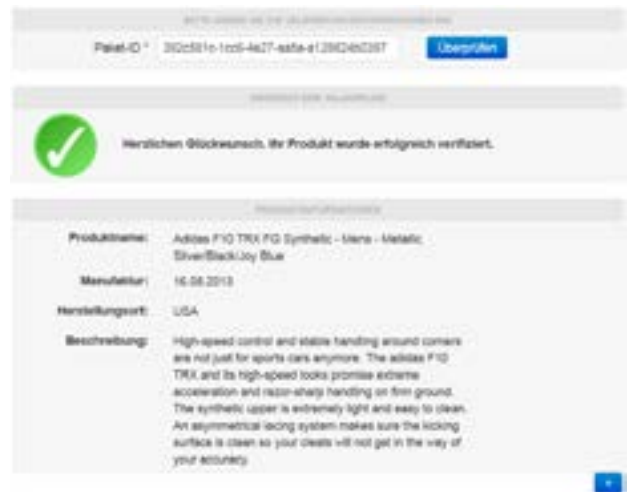 Paket-ID *
Überprüfen
Herzlichen Glückwunsch, Ihr Produkt wurde erfolgreich verifiziert.
Produktname: Adidas F10 TRX FG Synthetic - Mens - Metallic
Silver/Black/Joy Blue
Manufaktur: 16.08.2013
Herstellungsort: USA
Beschreibung: High-speed control and stable handling around corners
are not just for sports cars anymore. The adidas F10
TRX and its high-speed looks promise extreme
acceleration and razor-sharp handling on firm ground.
The synthetic upper is extremely light and easy to clean.
An asymmetrical lacing system makes sure the kicking
surface is clean so your cleats will not get in the way of
your accuracy.